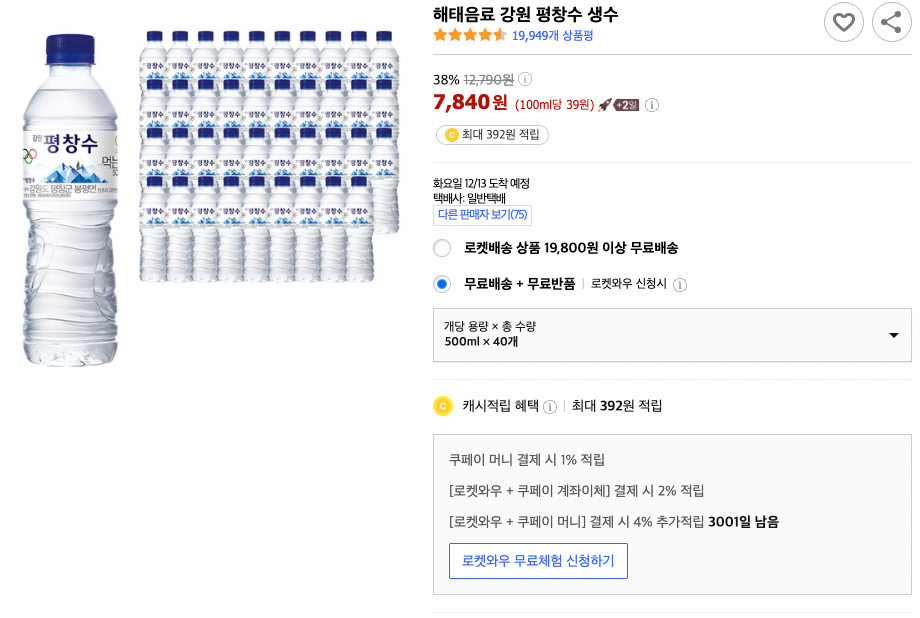 해태음료 강원 평창수 생수
19,949개 상품평
38% 12,790원
7,840원 (100ml당 39원) +2일
최대 392원 적립
화요일 12/13 도착 예정
택배사: 일반택배
다른 판매자 보기(75)
로켓배송 상품 19,800원 이상 무료배송
무료배송 + 무료반품 | 로켓와우 신청시
개당 용량 × 총 수량
500ml × 40개
캐시적립 혜택 | 최대 392원 적립
쿠페이 머니 결제 시 1% 적립
[로켓와우 + 쿠페이 계좌이체] 결제 시 2% 적립
[로켓와우 + 쿠페이 머니] 결제 시 4% 추가적립 3001일 남음
로켓와우 무료체험 신청하기
강원 평창수
먹는
강원도 평창군 봉평면